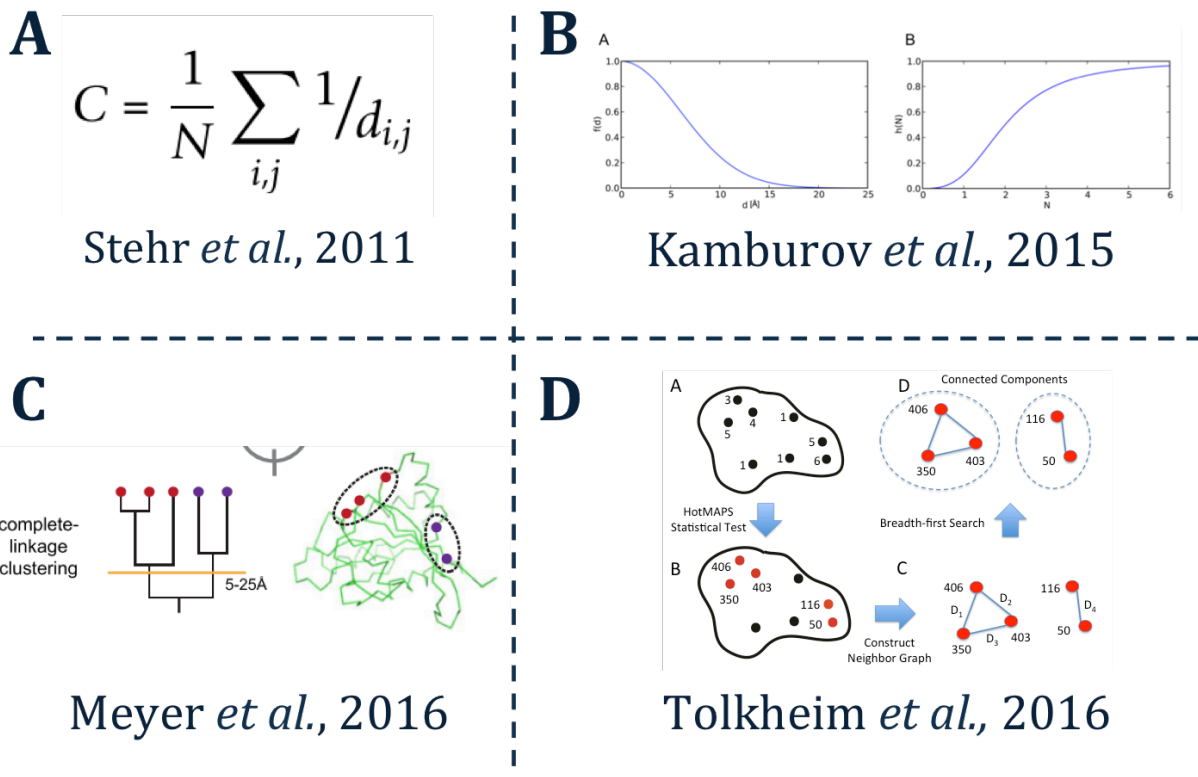 A
C = 1/N ∑ i,j 1/d i,j
Stehr et al., 2011
B
A
1.0
0.8
0.6
0.4
0.2
0.0
f(d)
0 5 10 15 20 25
d [Å]
B
1.0
0.8
0.6
0.4
0.2
0.0
h(N)
0 1 2 3 4 5 6
N
Kamburov et al., 2015
C
complete-
linkage
clustering
5-25Å
Meyer et al., 2016
D
A
3
4
5
1
5
6
1
1
HotMAPS
Statistical Test
B
406
350
403
116
50
Construct
Neighbor Graph
C
406
D1
D2
D3
350
403
116
D4
50
Breadth-first Search
D
Connected Components
406
350
403
116
50
Tolkheim et al., 2016